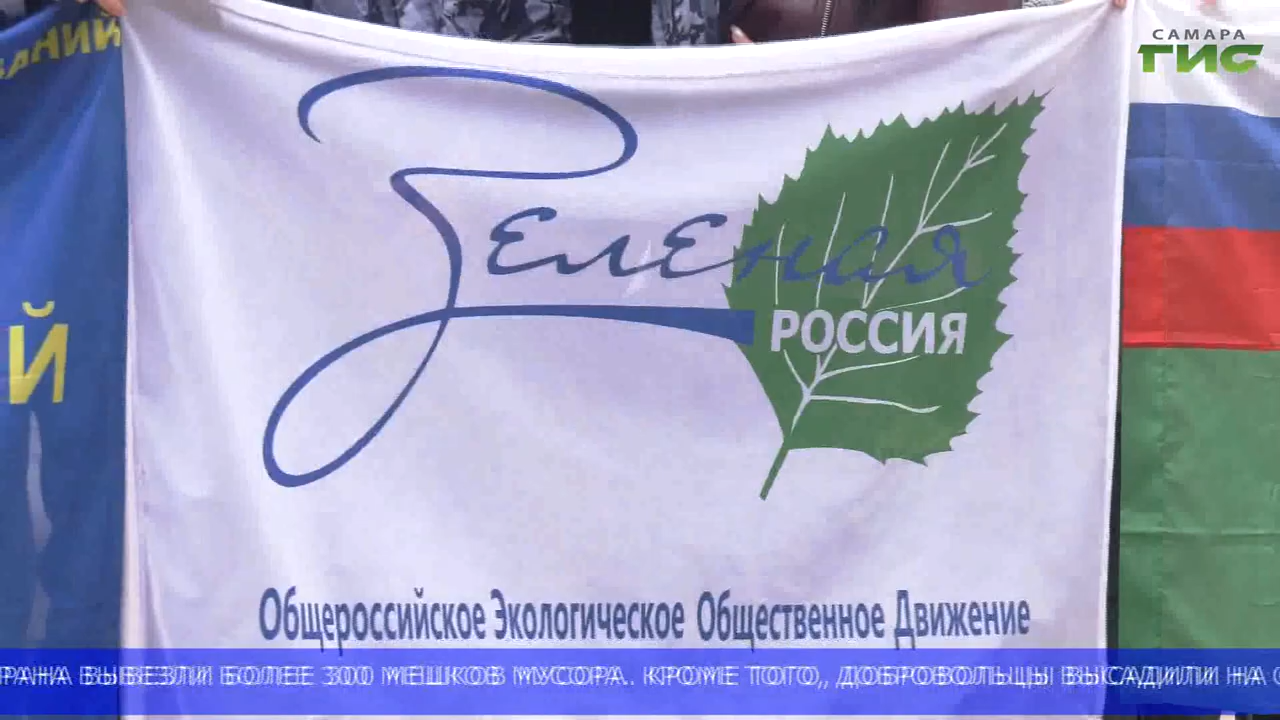 САМАРА
ГИС
Зеленая
РОССИЯ
Общероссийское Экологическое Общественное Движение
ВЫВЕЗЛИ БОЛЕЕ 300 МЕШКОВ МУСОРА. КРОМЕ ТОГО, ДОБРОВОЛЬЦЫ ВЫСАДИЛИ НА